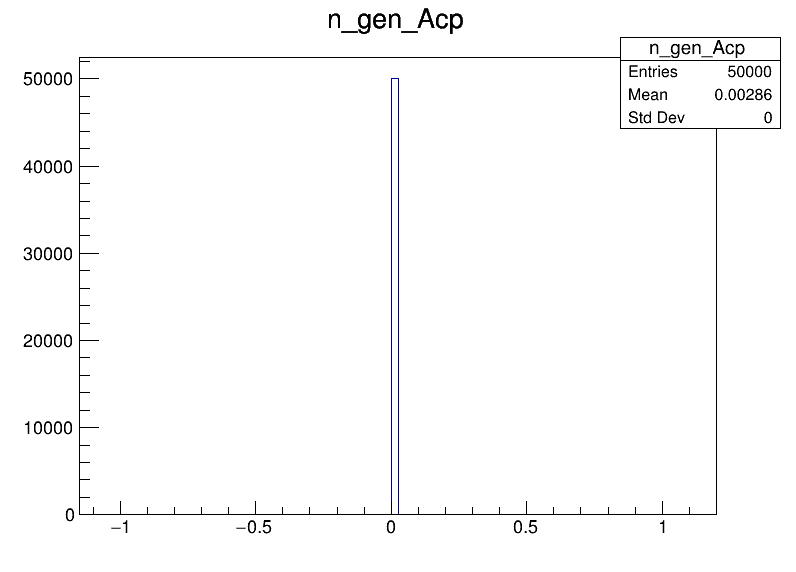 n_gen_Acp
n_gen_Acp
Entries 50000
Mean 0.00286
Std Dev 0
50000
40000
30000
20000
10000
0
−1 −0.5 0 0.5 1